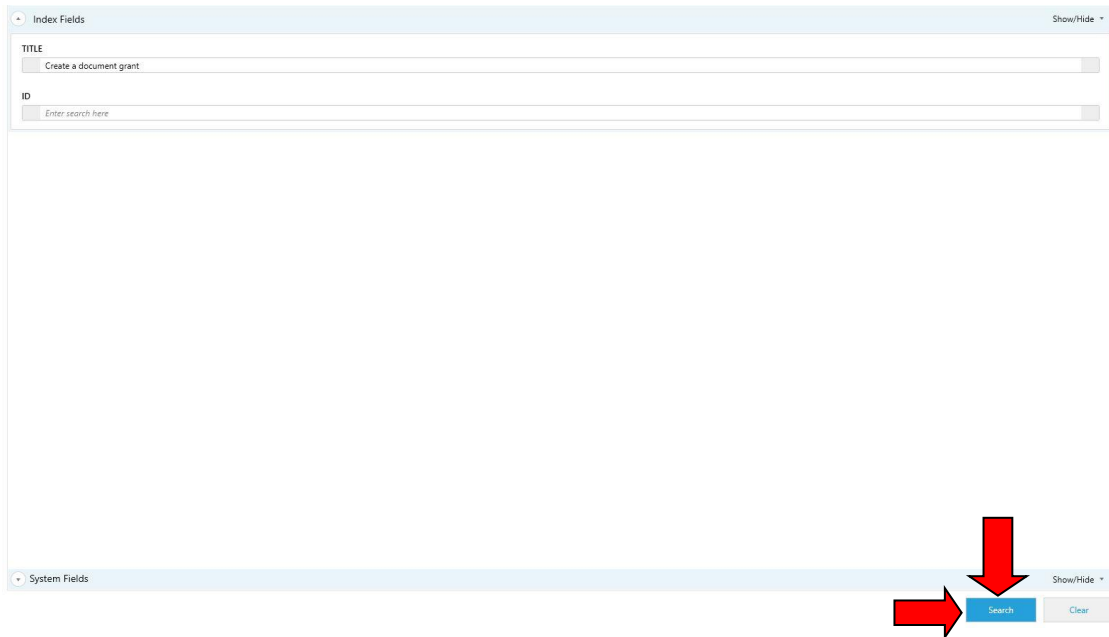 Index Fields Show/Hide
TITLE
Create a document grant
ID
Enter search here
System Fields Show/Hide
Search Clear